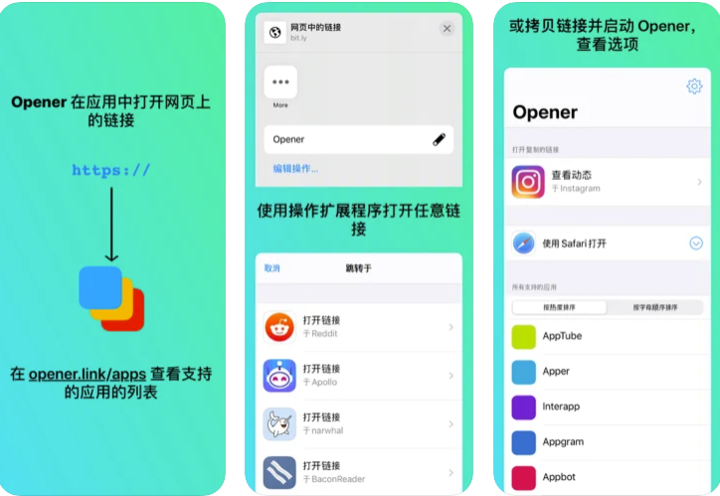 Opener 在应用中打开网页上
的链接
https://
在 opener.link/apps 查看支持
的应用的列表
网页中的链接
bit.ly
More
Opener
编辑操作...
使用操作扩展程序打开任意链
接
取消
跳转于
打开链接
于 Reddit
打开链接
于 Apollo
打开链接
于 narwhal
打开链接
于 BaconReader
或拷贝链接并启动 Opener，
查看选项
Opener
打开复制的链接
查看动态
于 Instagram
使用 Safari 打开
所有支持的应用
按热度排序
按字母顺序排序
AppTube
Apper
Interapp
Appgram
Appbot